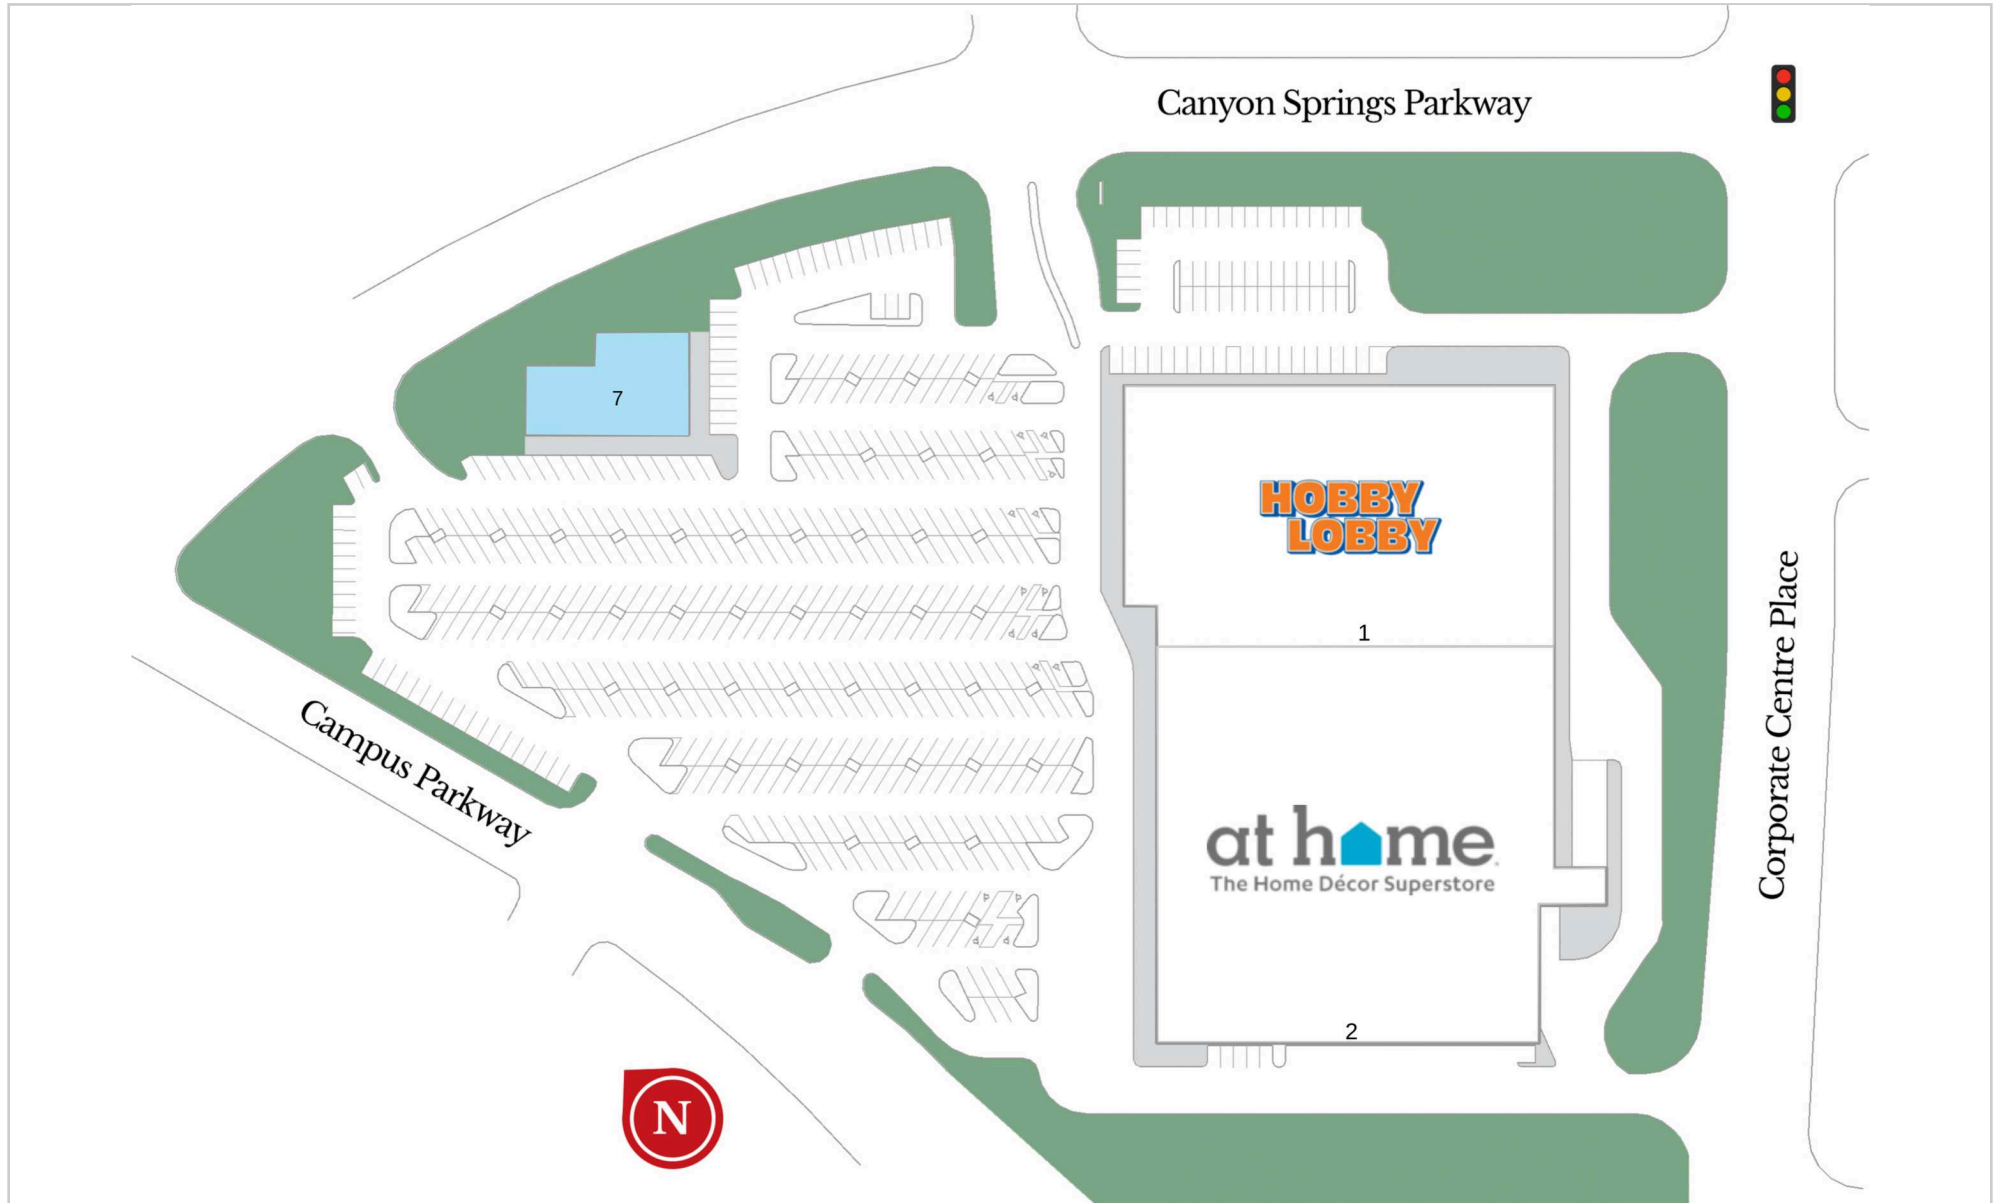 Canyon Springs Parkway
7
HOBBY
LOBBY
1
Corporate Centre Place
Campus Parkway
at home
The Home Décor Superstore
2
N